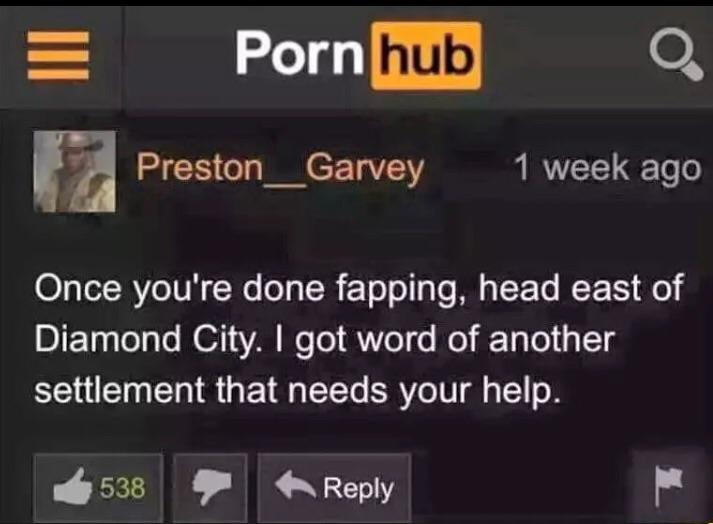 Porn hub
Preston__Garvey 1 week ago
Once you're done fapping, head east of
Diamond City. I got word of another
settlement that needs your help.
538 Reply